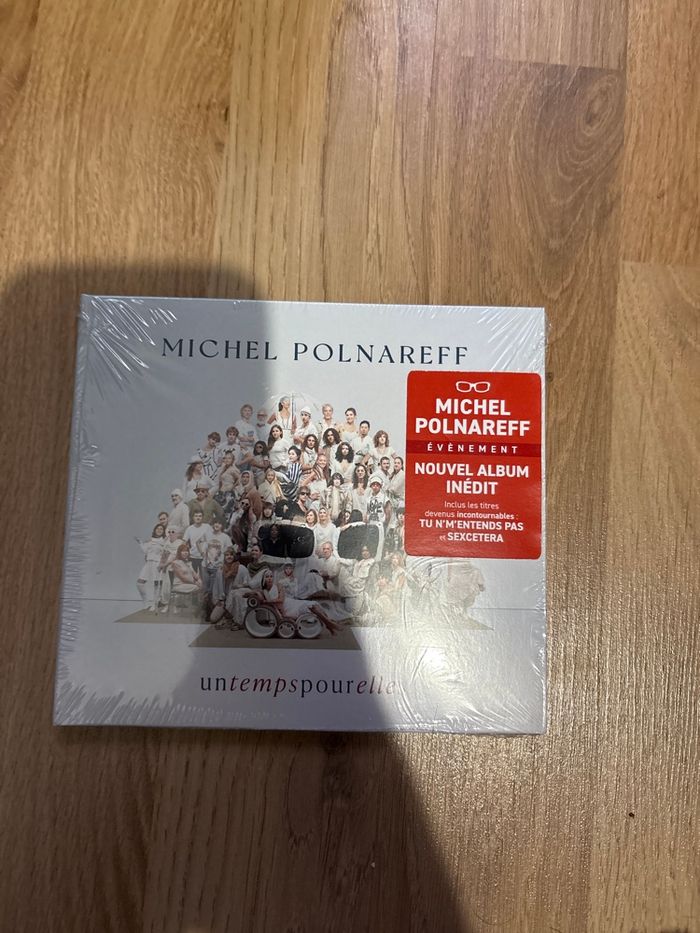 MICHEL POLNAREFF
MICHEL
POLNAREFF
ÉVÈNEMENT
NOUVEL ALBUM
INÉDIT
Inclus les titres
devenus incontournables :
TU N'M'ENTENDS PAS
et SEXCETERA
untempspourelle